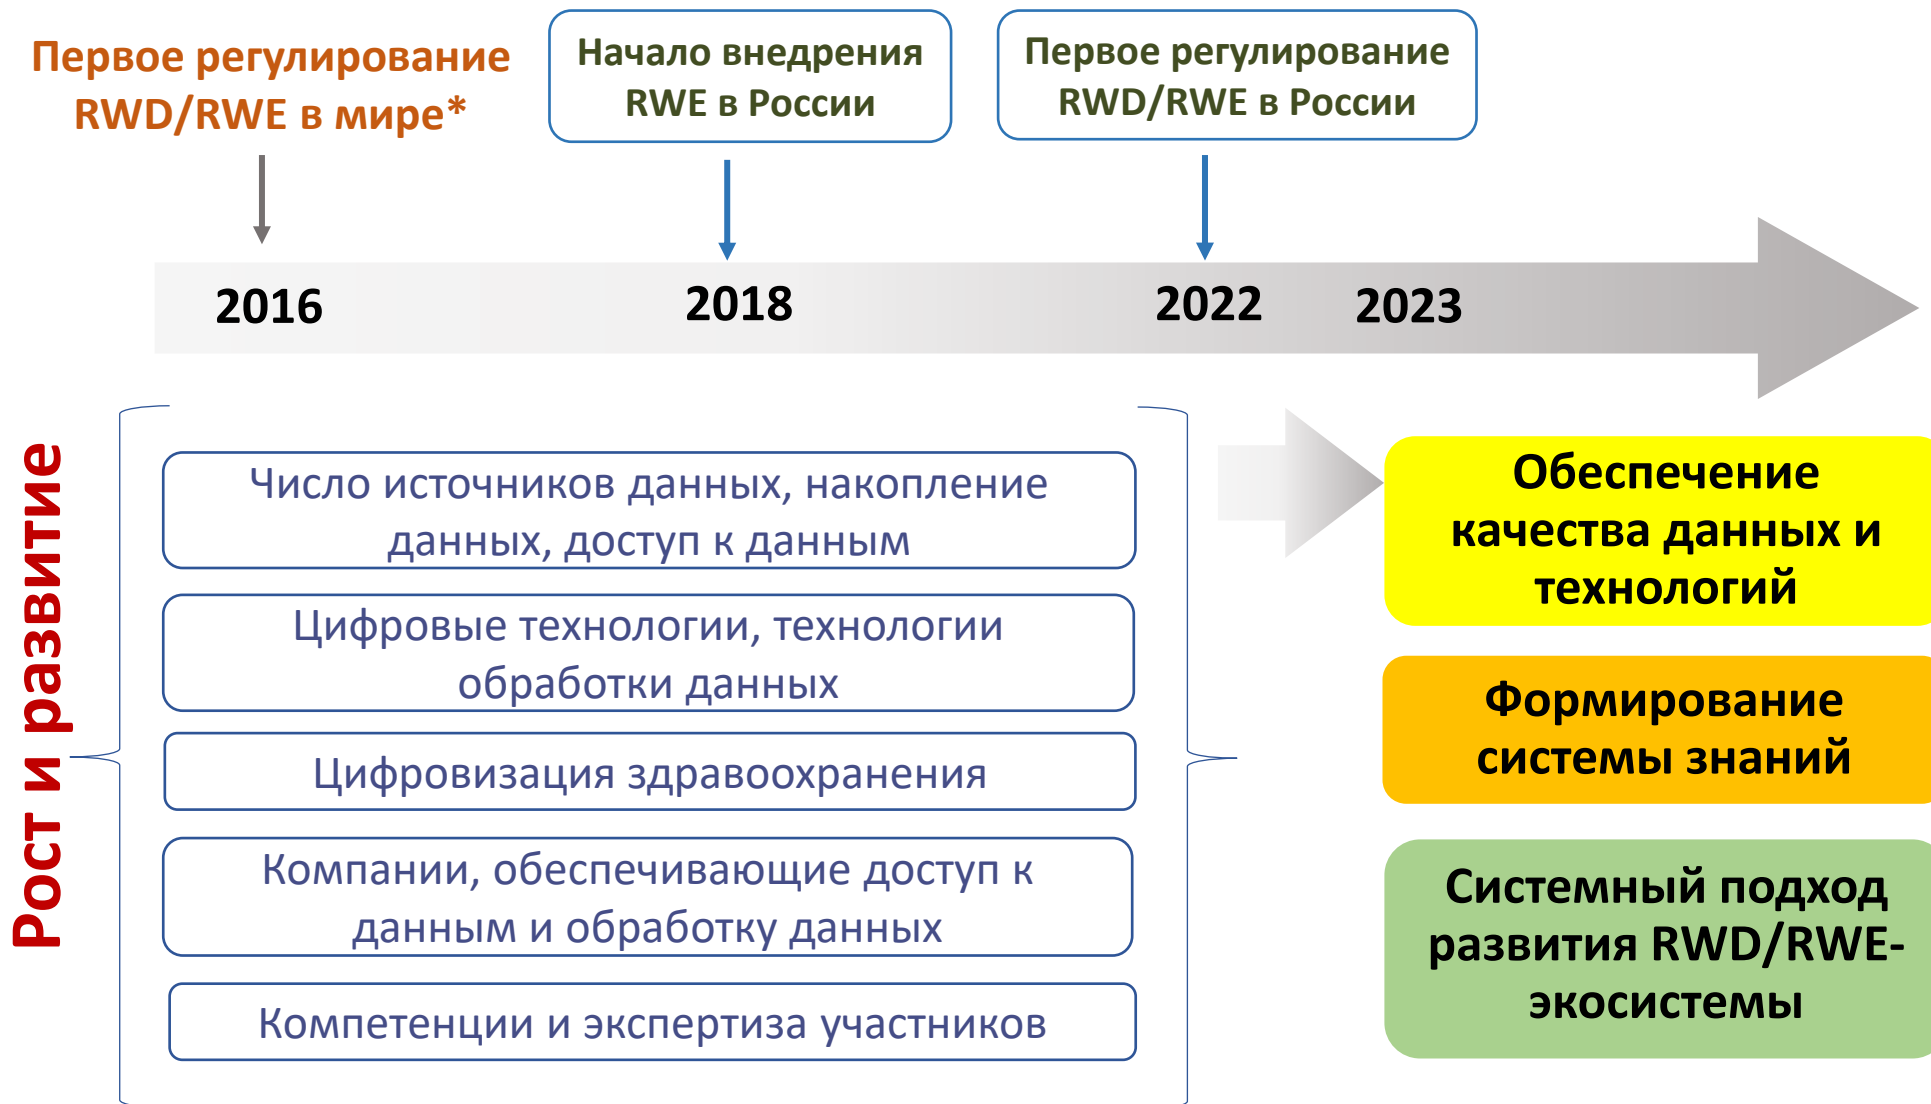 Первое регулирование
RWD/RWE в мире*
Начало внедрения
RWE в России
Первое регулирование
RWD/RWE в России
2016
2018
2022
2023
Рост и развитие
Число источников данных, накопление
данных, доступ к данным
Цифровые технологии, технологии
обработки данных
Цифровизация здравоохранения
Компании, обеспечивающие доступ к
данным и обработку данных
Компетенции и экспертиза участников
Обеспечение
качества данных и
технологий
Формирование
системы знаний
Системный подход
развития RWD/RWE-
экосистемы